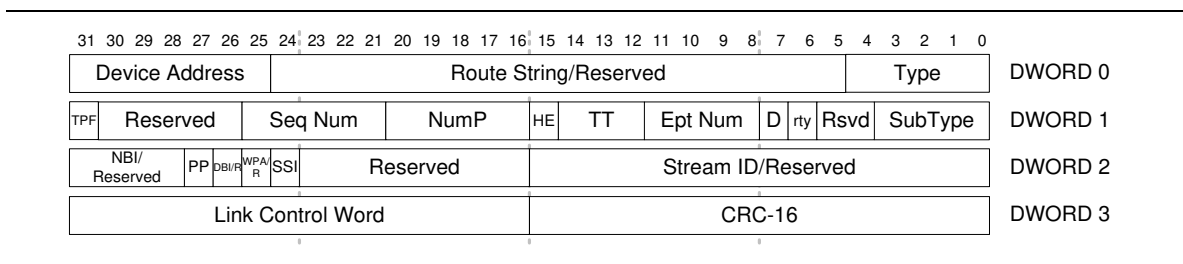 31 30 29 28 27 26 25 24 23 22 21 20 19 18 17 16 15 14 13 12 11 10 9 8 7 6 5 4 3 2 1 0
Device Address Route String/Reserved Type DWORD 0
TPF Reserved Seq Num NumP HE TT Ept Num D rty Rsvd SubType DWORD 1
NBI/
Reserved PP DBI/R WPA/
R SSI Reserved Stream ID/Reserved DWORD 2
Link Control Word CRC-16 DWORD 3